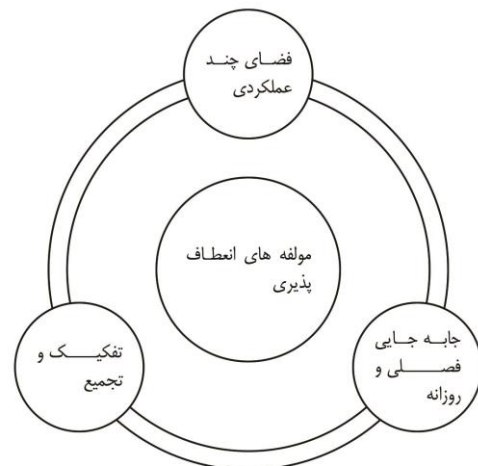 فضای چند
عملکردی
مولفه های انعطاف
پذیری
جابه جایی
فصلی و
روزانه
تفکیک و
تجمیع